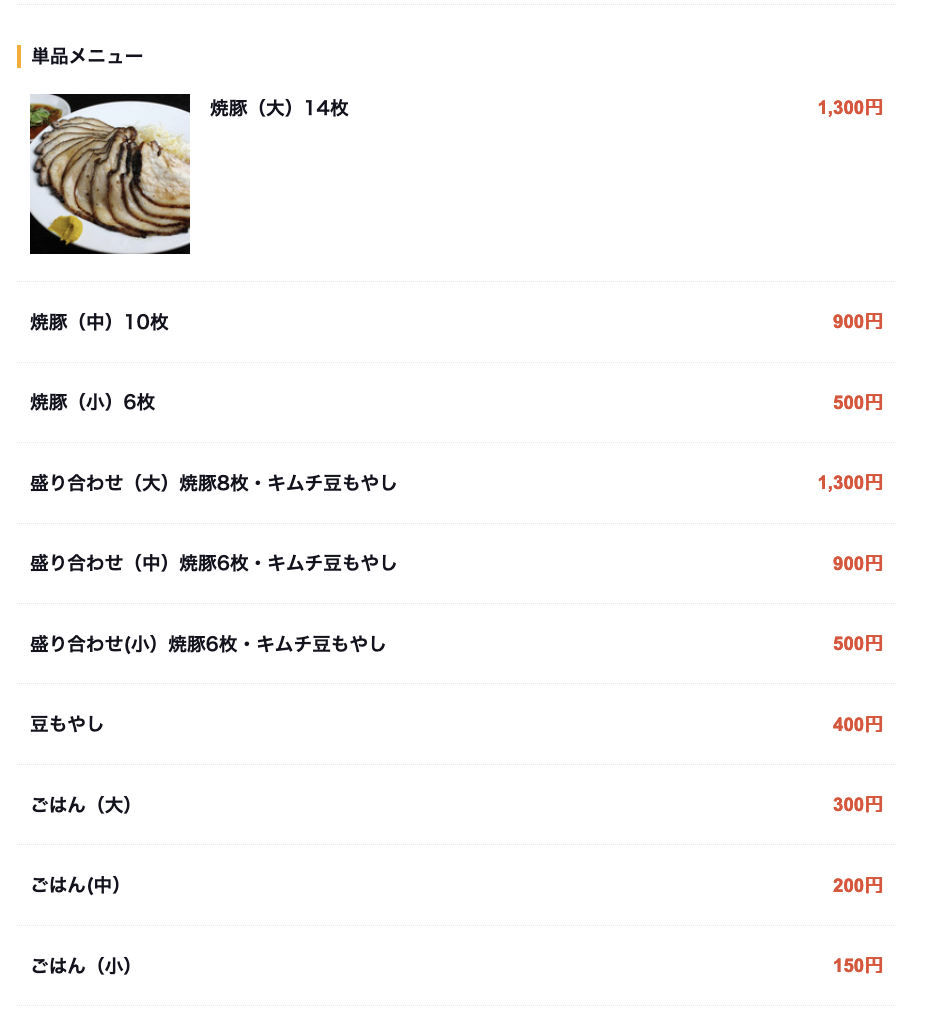 単品メニュー
焼豚（大）14枚 1,300円
焼豚（中）10枚 900円
焼豚（小）6枚 500円
盛り合わせ（大）焼豚8枚・キムチ豆もやし 1,300円
盛り合わせ（中）焼豚6枚・キムチ豆もやし 900円
盛り合わせ(小）焼豚6枚・キムチ豆もやし 500円
豆もやし 400円
ごはん（大） 300円
ごはん(中） 200円
ごはん（小） 150円